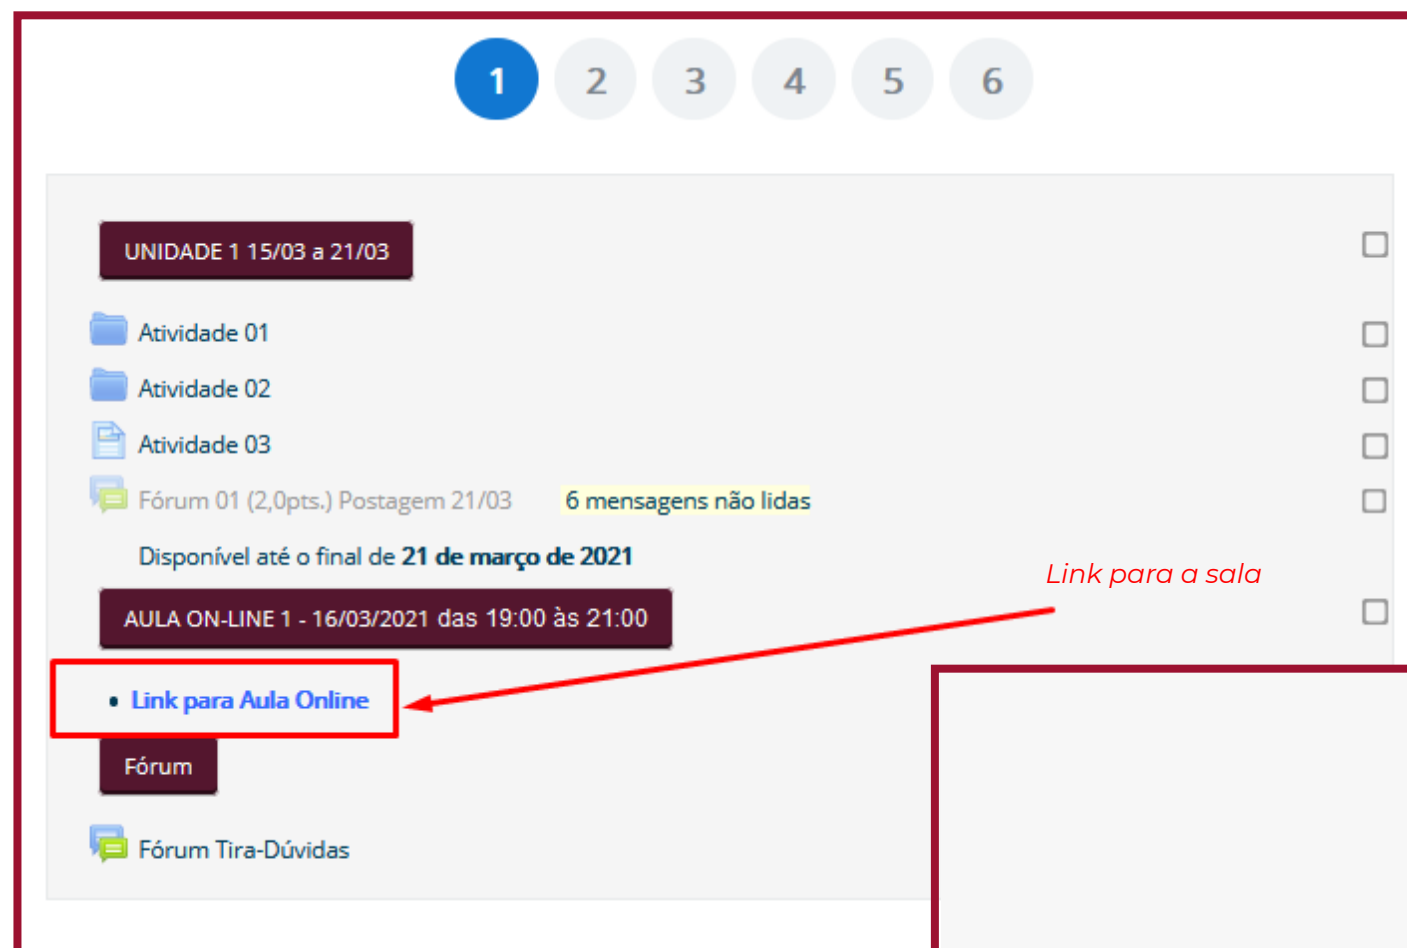 1 2 3 4 5 6
UNIDADE 1 15/03 a 21/03
Atividade 01
Atividade 02
Atividade 03
Fórum 01 (2,0pts.) Postagem 21/03 6 mensagens não lidas
Disponível até o final de 21 de março de 2021
Link para a sala
AULA ON-LINE 1 - 16/03/2021 das 19:00 às 21:00
• Link para Aula Online
Fórum
Fórum Tira-Dúvidas